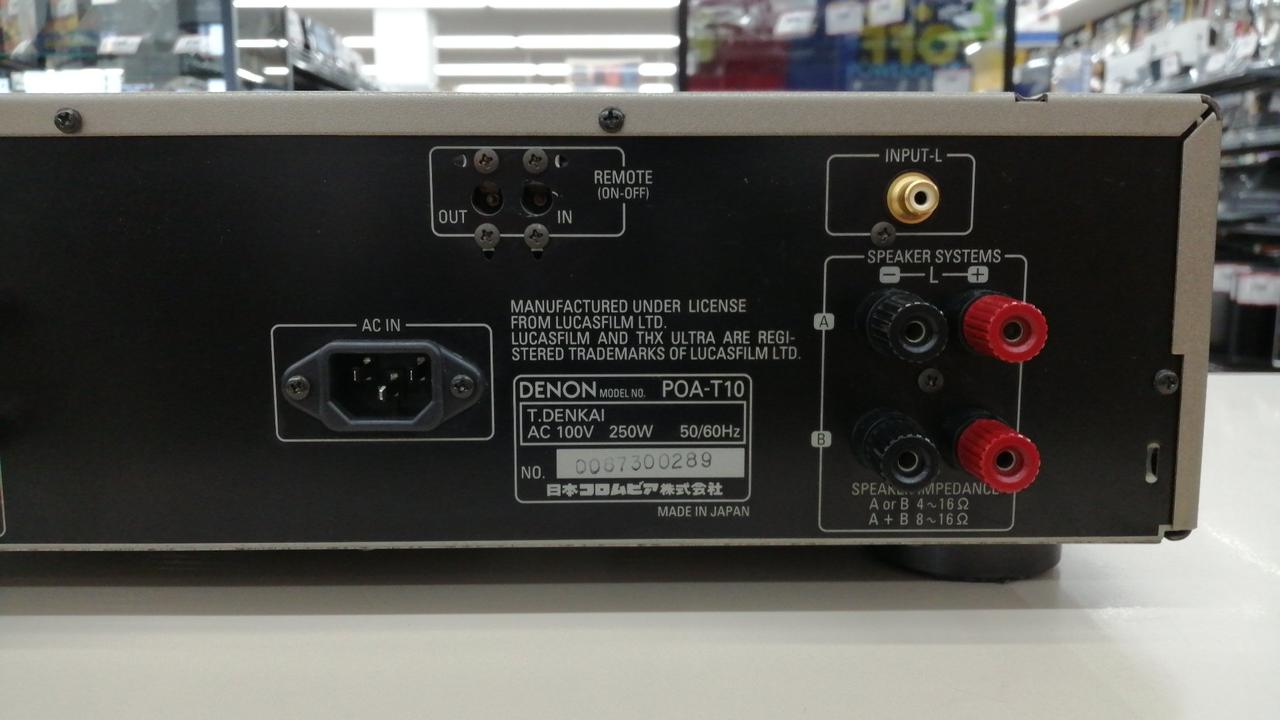 REMOTE
(ON-OFF)
OUT
IN
INPUT-L
SPEAKER SYSTEMS
− L +
A
B
SPEAKER IMPEDANCE
A or B 4~16Ω
A + B 8~16Ω
AC IN
MANUFACTURED UNDER LICENSE
FROM LUCASFILM LTD.
LUCASFILM AND THX ULTRA ARE REGI-
STERED TRADEMARKS OF LUCASFILM LTD.
DENON MODEL NO. POA-T10
T.DENKAI
AC 100V 250W 50/60Hz
NO. 0067300289
日本コロムビア株式会社
MADE IN JAPAN